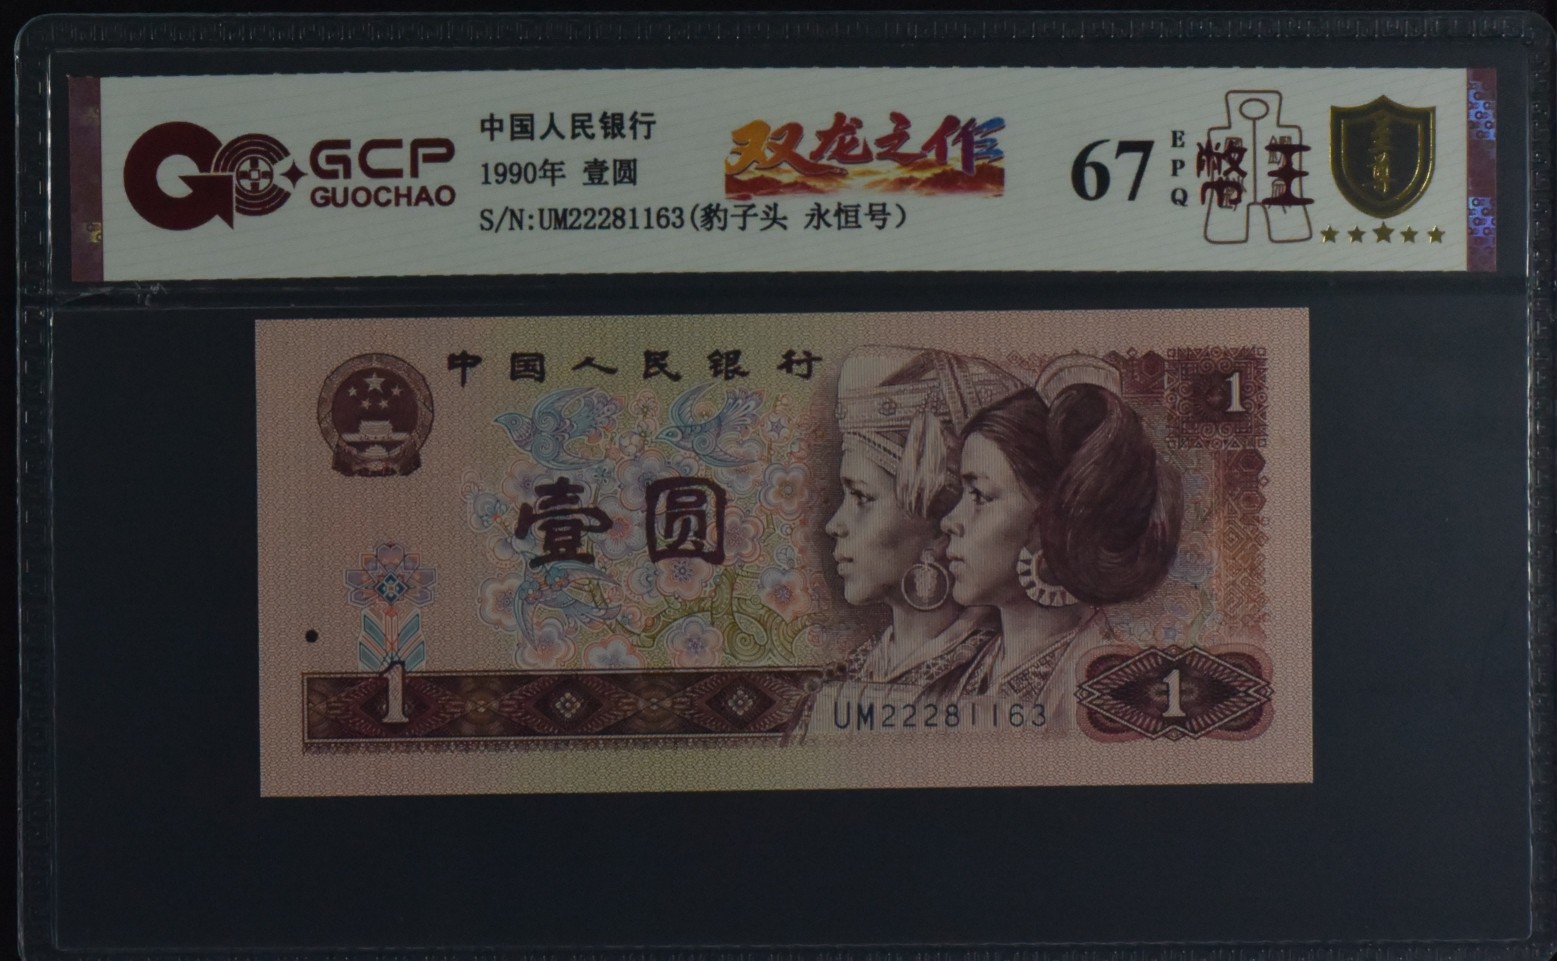 GCP
GUOCHAO
中国人民银行
1990年 壹圆
S/N:UM22281163(豹子头 永恒号)
双龙之作
67
EPQ
至尊
中国人民银行
1
壹圆
1
UM22281163
1